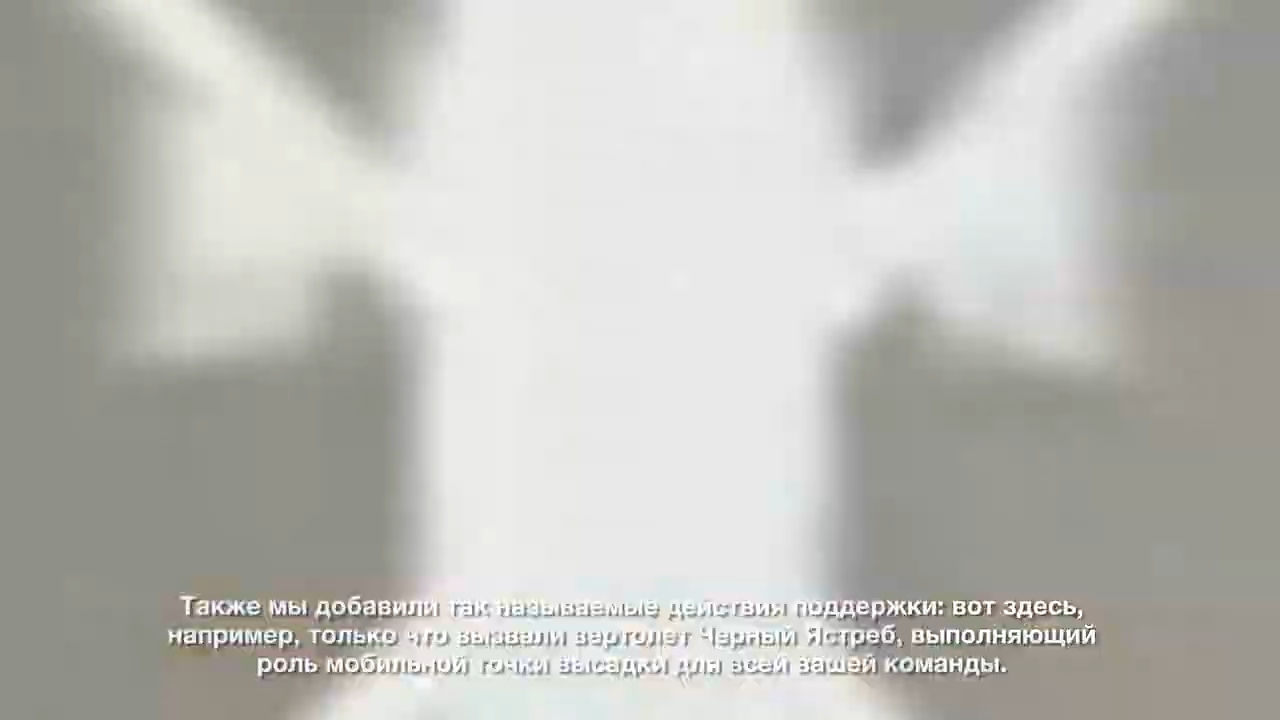 Также мы добавили так называемые действия поддержки: вот здесь,
например, только что вызвали вертолет Черный Ястреб, выполняющий
роль мобильной точки высадки для всей вашей команды.